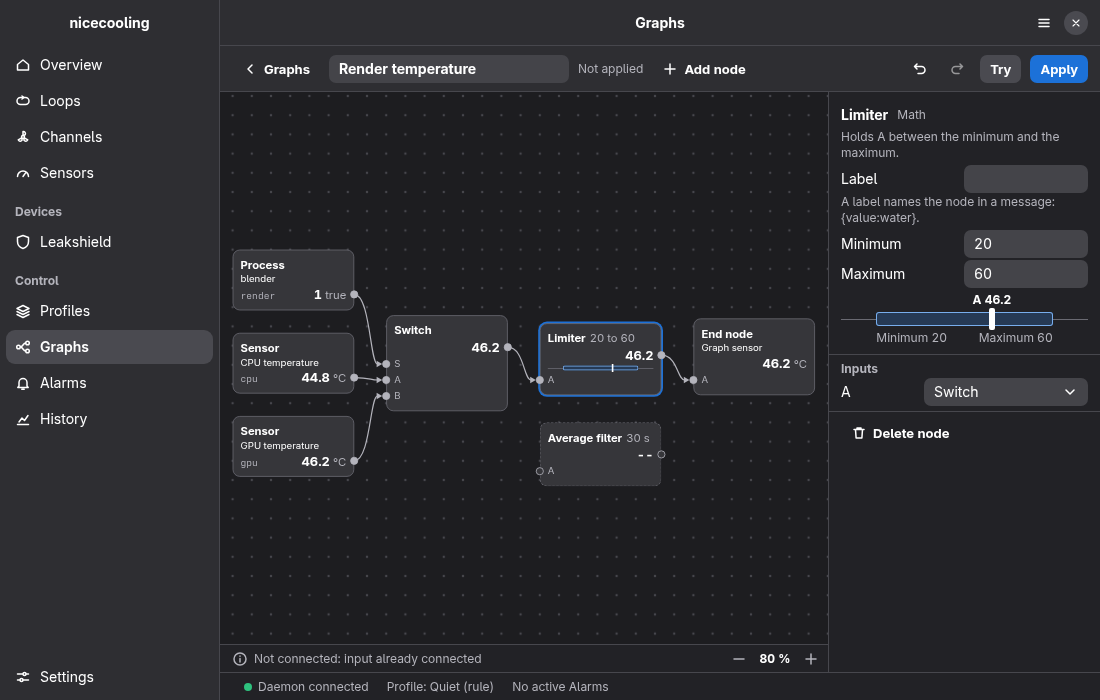 nicecooling
Overview
Loops
Channels
Sensors
Devices
Leakshield
Control
Profiles
Graphs
Alarms
History
Settings
Graphs
Graphs
Render temperature
Not applied
Add node
Try
Apply
Process
blender
render 1 true
Sensor
CPU temperature
cpu 44.8 °C
Sensor
GPU temperature
gpu 46.2 °C
Switch
46.2
S
A
B
Limiter 20 to 60
46.2
A
Average filter 30 s
--
A
End node
Graph sensor
46.2 °C
A
Limiter Math
Holds A between the minimum and the
maximum.
Label
A label names the node in a message:
{value:water}.
Minimum 20
Maximum 60
A 46.2
Minimum 20 Maximum 60
Inputs
A Switch
Delete node
Not connected: input already connected
80 %
Daemon connected Profile: Quiet (rule) No active Alarms